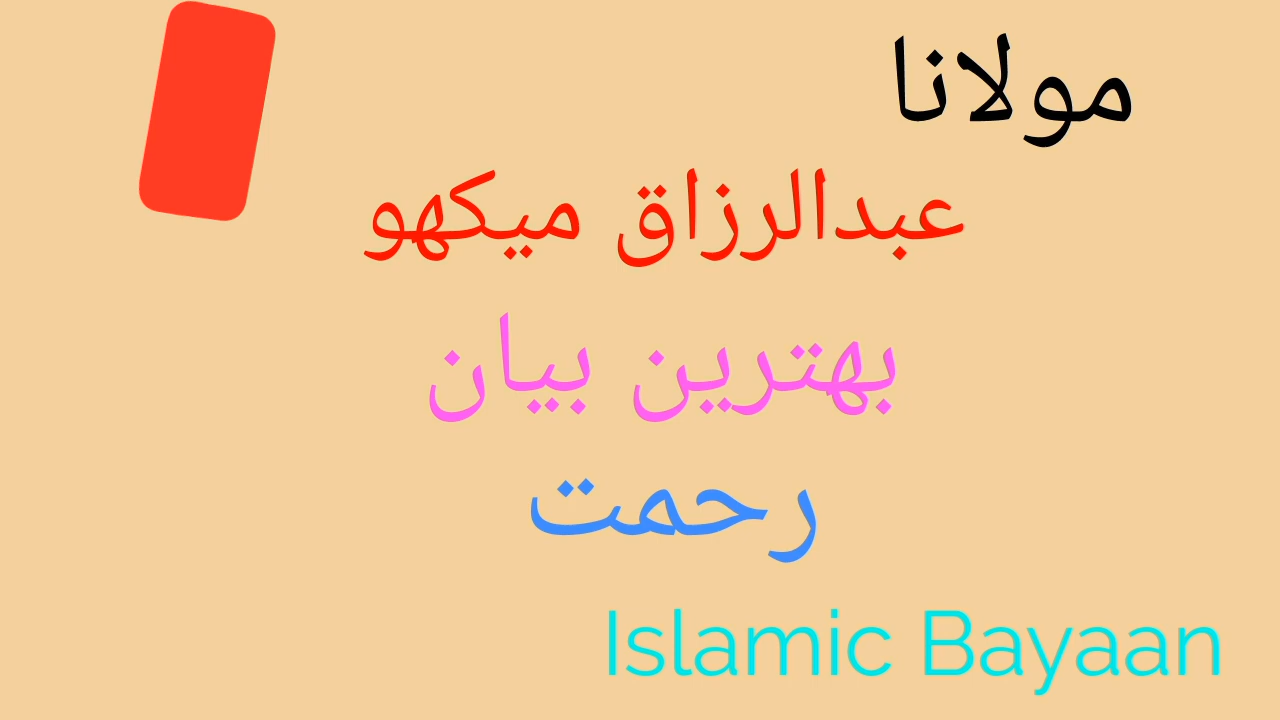 مولانا
عبدالرزاق میکهو
بهترین بیان
رحمت
Islamic Bayaan